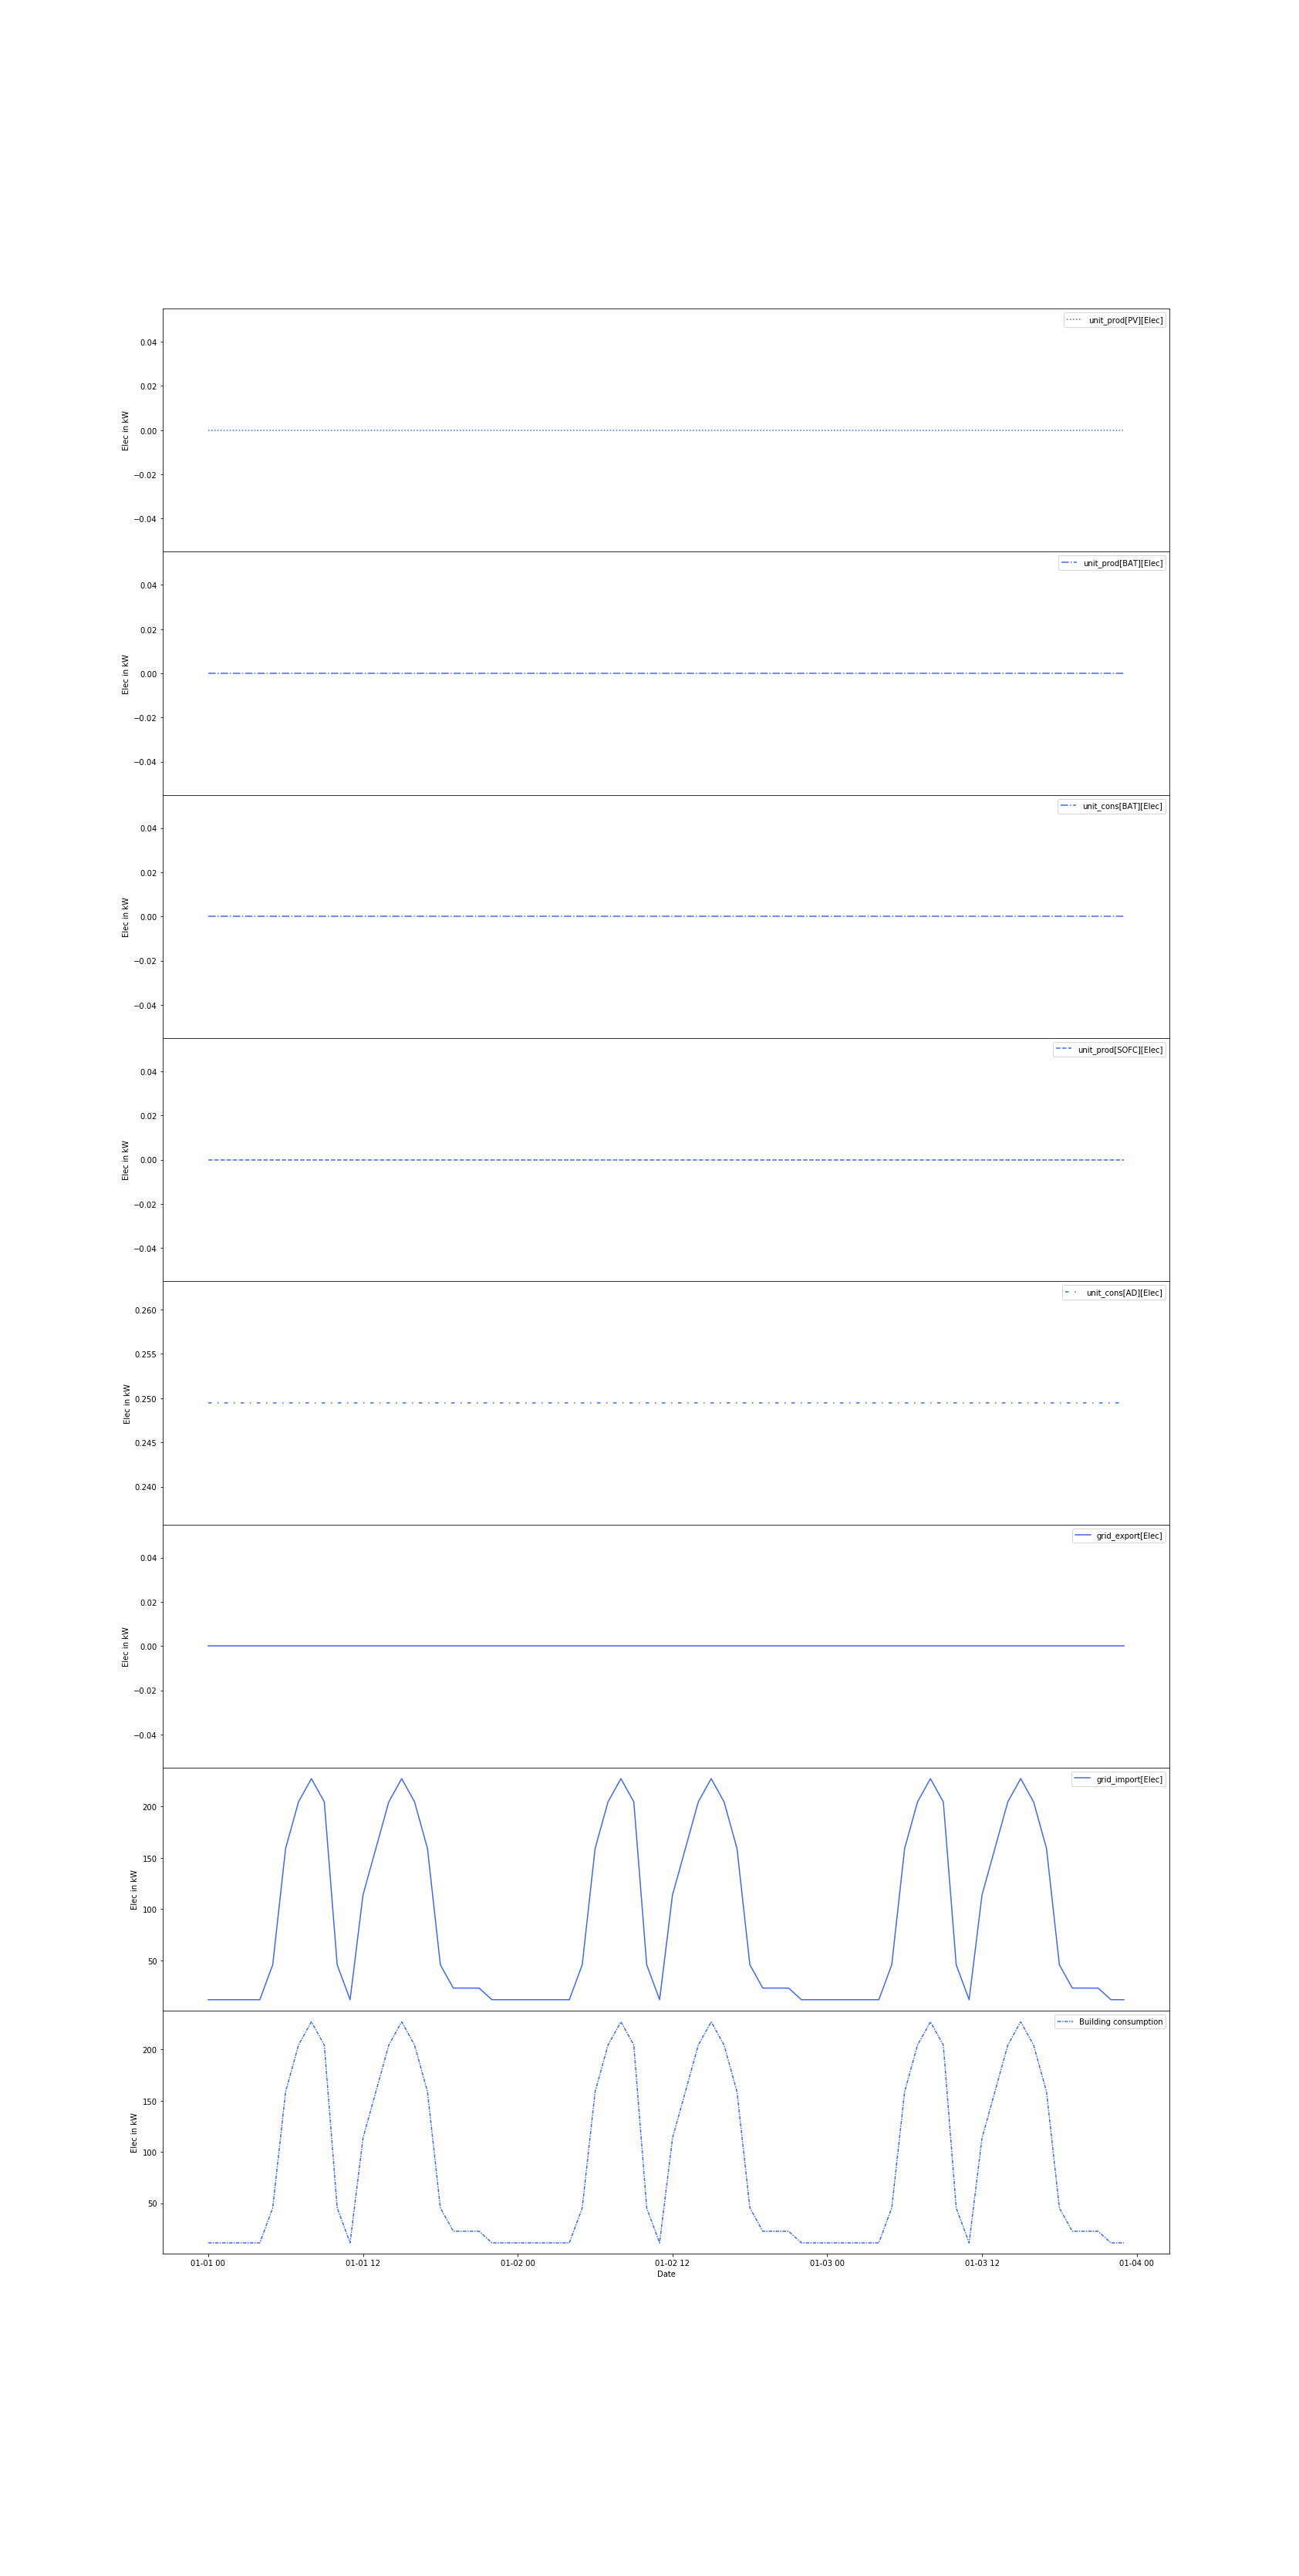 unit_prod[PV][Elec]
0.04
0.02
0.00
−0.02
−0.04
Elec in kW
unit_prod[BAT][Elec]
0.04
0.02
0.00
−0.02
−0.04
Elec in kW
unit_cons[BAT][Elec]
0.04
0.02
0.00
−0.02
−0.04
Elec in kW
unit_prod[SOFC][Elec]
0.04
0.02
0.00
−0.02
−0.04
Elec in kW
unit_cons[AD][Elec]
0.260
0.255
0.250
0.245
0.240
Elec in kW
grid_export[Elec]
0.04
0.02
0.00
−0.02
−0.04
Elec in kW
grid_import[Elec]
200
150
100
50
Elec in kW
Building consumption
200
150
100
50
Elec in kW
01-01 00 01-01 12 01-02 00 01-02 12 01-03 00 01-03 12 01-04 00
Date